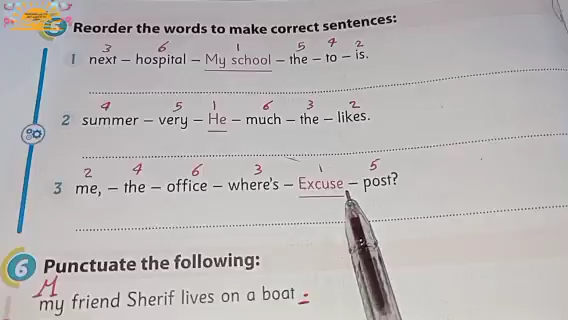 5 Reorder the words to make correct sentences:
3 6 1 5 4 2
1 next – hospital – My school – the – to – is.
4 5 1 6 3 2
2 summer – very – He – much – the – likes.
2 4 6 3 1 5
3 me, – the – office – where's – Excuse – post?
6 Punctuate the following:
M
my friend Sherif lives on a boat .